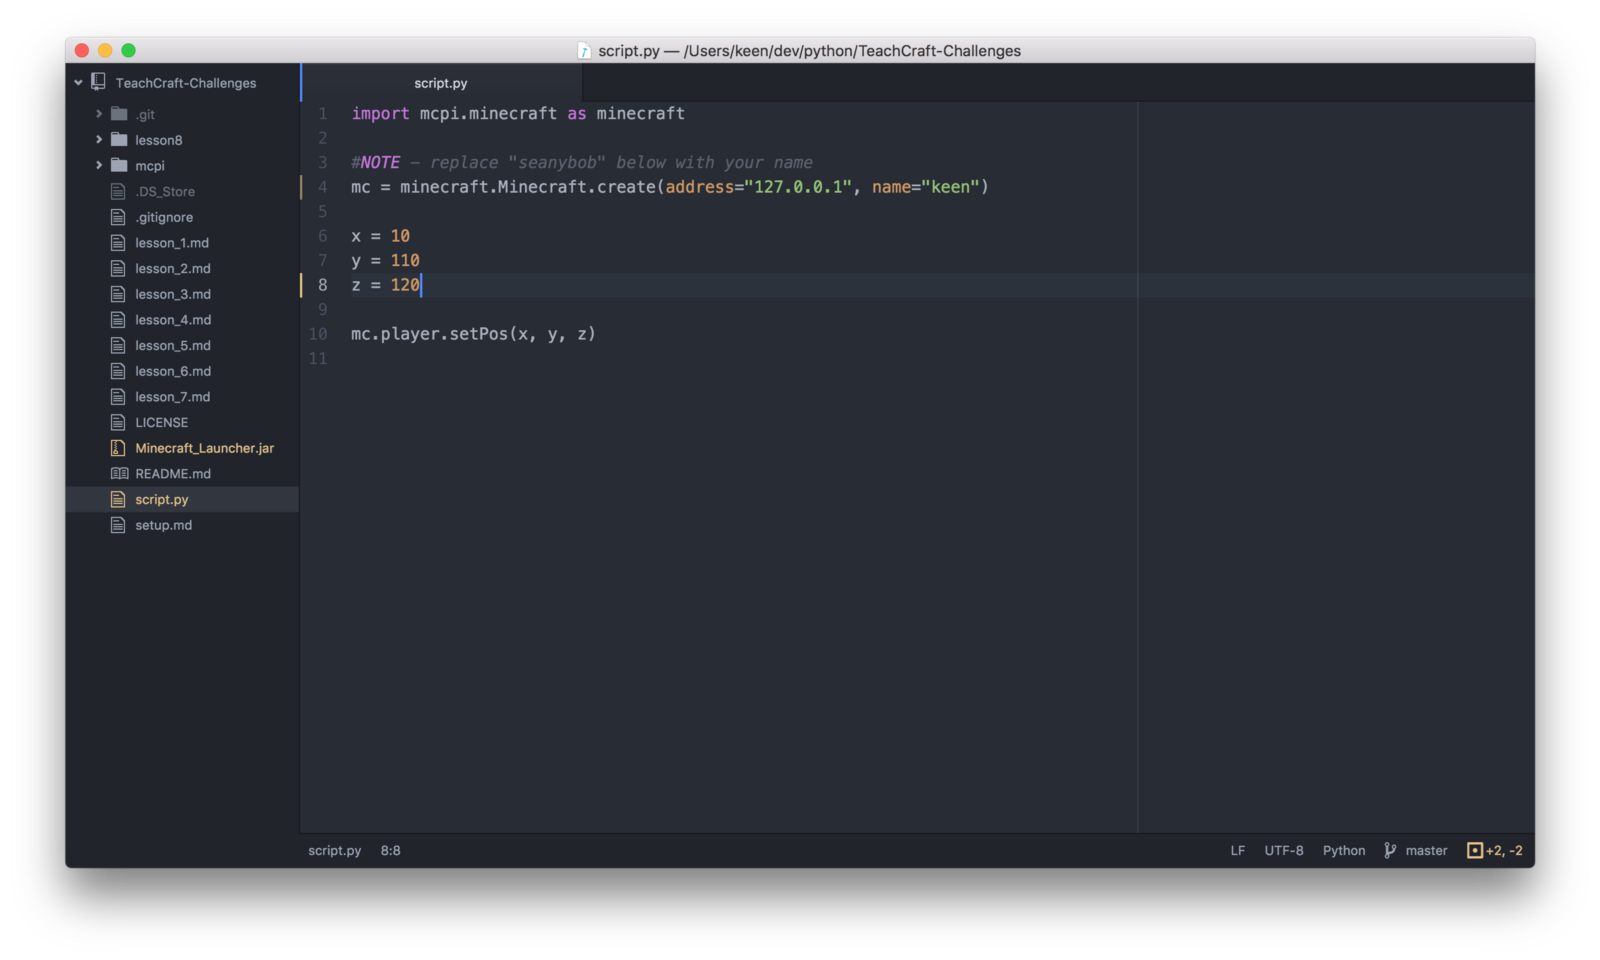 script.py — /Users/keen/dev/python/TeachCraft-Challenges
TeachCraft-Challenges
.git
lesson8
mcpi
.DS_Store
.gitignore
lesson_1.md
lesson_2.md
lesson_3.md
lesson_4.md
lesson_5.md
lesson_6.md
lesson_7.md
LICENSE
Minecraft_Launcher.jar
README.md
script.py
setup.md
script.py
1 import mcpi.minecraft as minecraft
2
3 #NOTE - replace "seanybob" below with your name
4 mc = minecraft.Minecraft.create(address="127.0.0.1", name="keen")
5
6 x = 10
7 y = 110
8 z = 120
9
10 mc.player.setPos(x, y, z)
11
script.py 8:8 LF UTF-8 Python master +2, -2